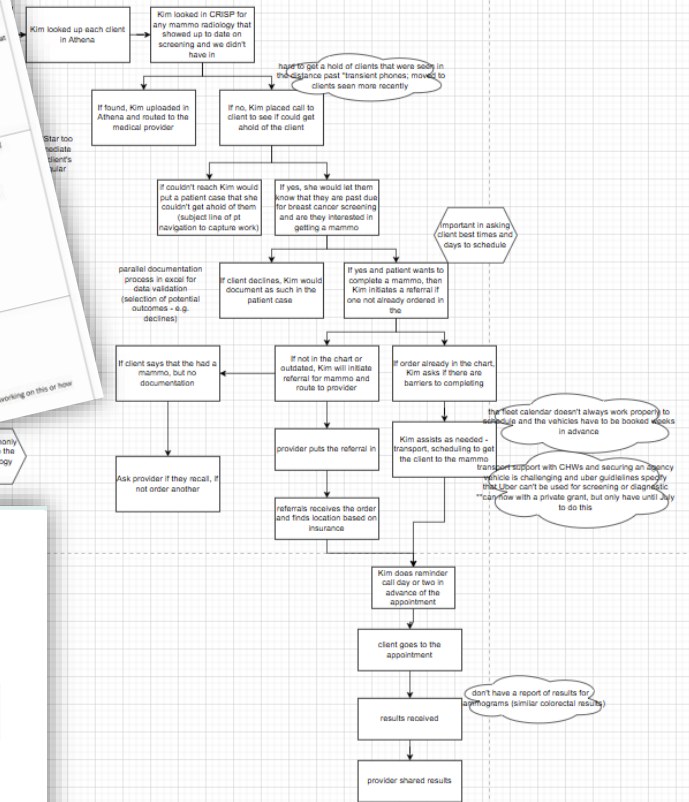 Kim looked up each client
in Athena
Kim looked in CRISP for
any mammo radiology that
showed up to date on
screening and we didn't
have in
hard to get a hold of clients that were seen in
the distance past "transient phones; moved to
clients seen more recently
If found, Kim uploaded in
Athena and routed to the
medical provider
If no, Kim placed call to
client to see if could get
ahold of the client
Star too
mediate
client's
ular
If couldn't reach Kim would
put a patient case that she
couldn't get ahold of them
(subject line of pt
navigation to capture work)
If yes, she would let them
know that they are past due
for breast cancer screening
and are they interested in
getting a mammo
important in asking
client best times and
days to schedule
parallel documentation
process in excel for
data validation
(selection of potential
outcomes - e.g.
declines)
If client declines, Kim would
document as such in the
patient case
If yes and patient wants to
complete a mammo, then
Kim initiates a referral if
one not already ordered in
the
If client says that the had a
mammo, but no
documentation
If not in the chart or
outdated, Kim will initiate
referral for mammo and
route to provider
If order already in the chart,
Kim asks if there are
barriers to completing
working on this or how
the fleet calendar doesn't always work properly to
schedule and the vehicles have to be booked weeks
in advance
only
the
ogy
Ask provider if they recall, if
not order another
provider puts the referral in
Kim assists as needed -
transport, scheduling to get
the client to the mammo
transport support with CHWs and securing an agency
vehicle is challenging and uber guidlelines specify
that Uber can't be used for screening or diagnostic
**can now with a private grant, but only have until July
to do this
referrals receives the order
and finds location based on
insurance
Kim does reminder
call day or two in
advance of the
appointment
client goes to the
appointment
results received
don't have a report of results for
ammograms (similar colorectal results)
provider shared results